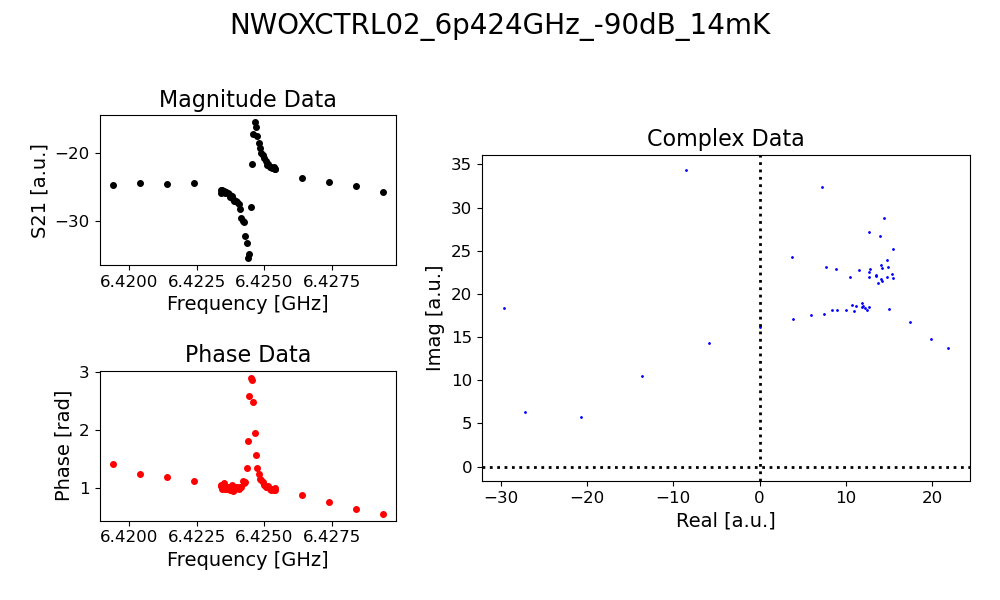 NWOXCTRL02_6p424GHz_-90dB_14mK
Magnitude Data
S21 [a.u.]
−20
−30
6.4200 6.4225 6.4250 6.4275
Frequency [GHz]
Phase Data
Phase [rad]
3
2
1
6.4200 6.4225 6.4250 6.4275
Frequency [GHz]
Complex Data
Imag [a.u.]
35
30
25
20
15
10
5
0
−30 −20 −10 0 10 20
Real [a.u.]